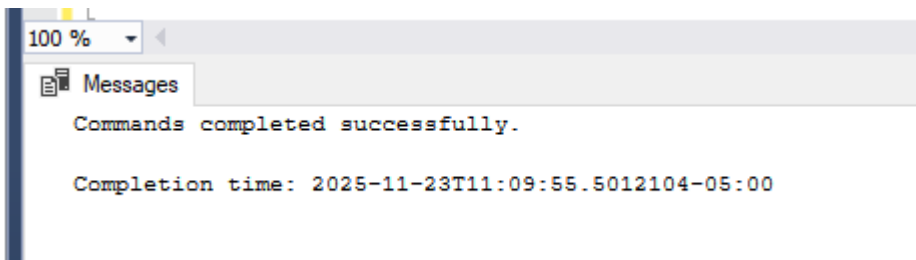 100 %
Messages
Commands completed successfully.
Completion time: 2025-11-23T11:09:55.5012104-05:00